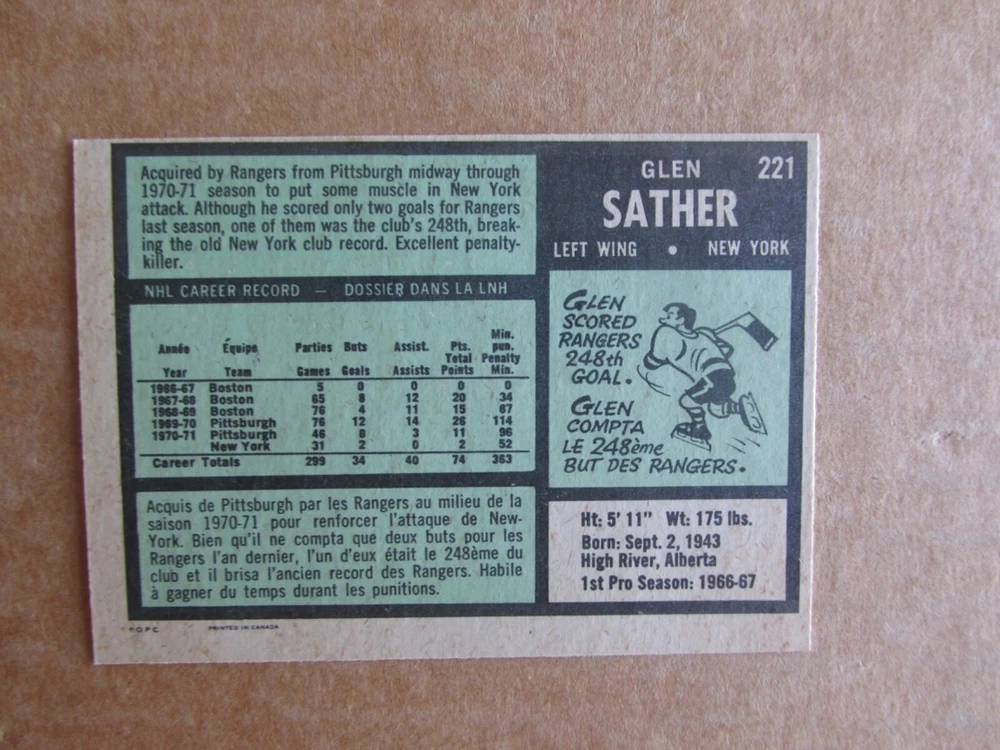 Acquired by Rangers from Pittsburgh midway through
1970-71 season to put some muscle in New York
attack. Although he scored only two goals for Rangers
last season, one of them was the club's 248th, break-
ing the old New York club record. Excellent penalty-
killer.
GLEN 221
SATHER
LEFT WING • NEW YORK
NHL CAREER RECORD — DOSSIER DANS LA LNH
Année Équipe Parties Buts Assist. Pts. Total Min. pun. Penalty
Year Team Games Goals Assists Points Min.
1966-67 Boston 5 0 0 0 0
1967-68 Boston 65 8 12 20 34
1968-69 Boston 76 4 11 15 67
1969-70 Pittsburgh 76 12 14 26 114
1970-71 Pittsburgh 46 8 3 11 96
New York 31 2 0 2 52
Career Totals 299 34 40 74 363
GLEN
SCORED
RANGERS
248th
GOAL.
GLEN
COMPTA
LE 248ème
BUT DES RANGERS.
Acquis de Pittsburgh par les Rangers au milieu de la
saison 1970-71 pour renforcer l'attaque de New-
York. Bien qu'il ne compta que deux buts pour les
Rangers l'an dernier, l'un d'eux était le 248ème du
club et il brisa l'ancien record des Rangers. Habile
à gagner du temps durant les punitions.
Ht: 5' 11" Wt: 175 lbs.
Born: Sept. 2, 1943
High River, Alberta
1st Pro Season: 1966-67
O.P.C. PRINTED IN CANADA